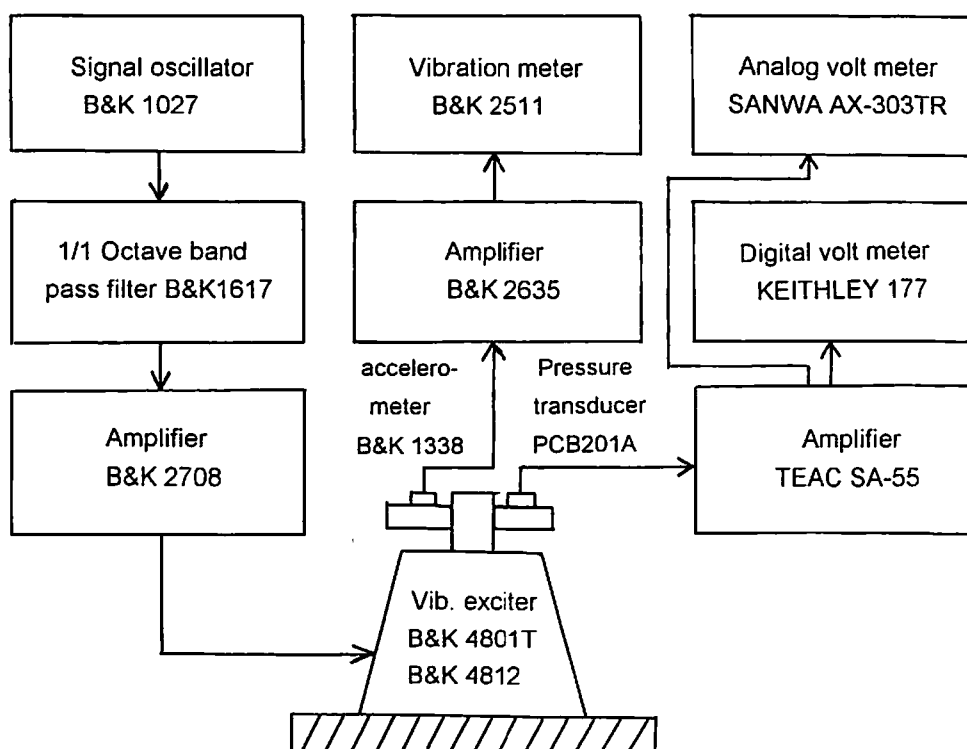 Signal oscillator
B&K 1027
Vibration meter
B&K 2511
Analog volt meter
SANWA AX-303TR
1/1 Octave band
pass filter B&K1617
Amplifier
B&K 2635
Digital volt meter
KEITHLEY 177
accelero-
meter
B&K 1338
Pressure
transducer
PCB201A
Amplifier
B&K 2708
Amplifier
TEAC SA-55
Vib. exciter
B&K 4801T
B&K 4812